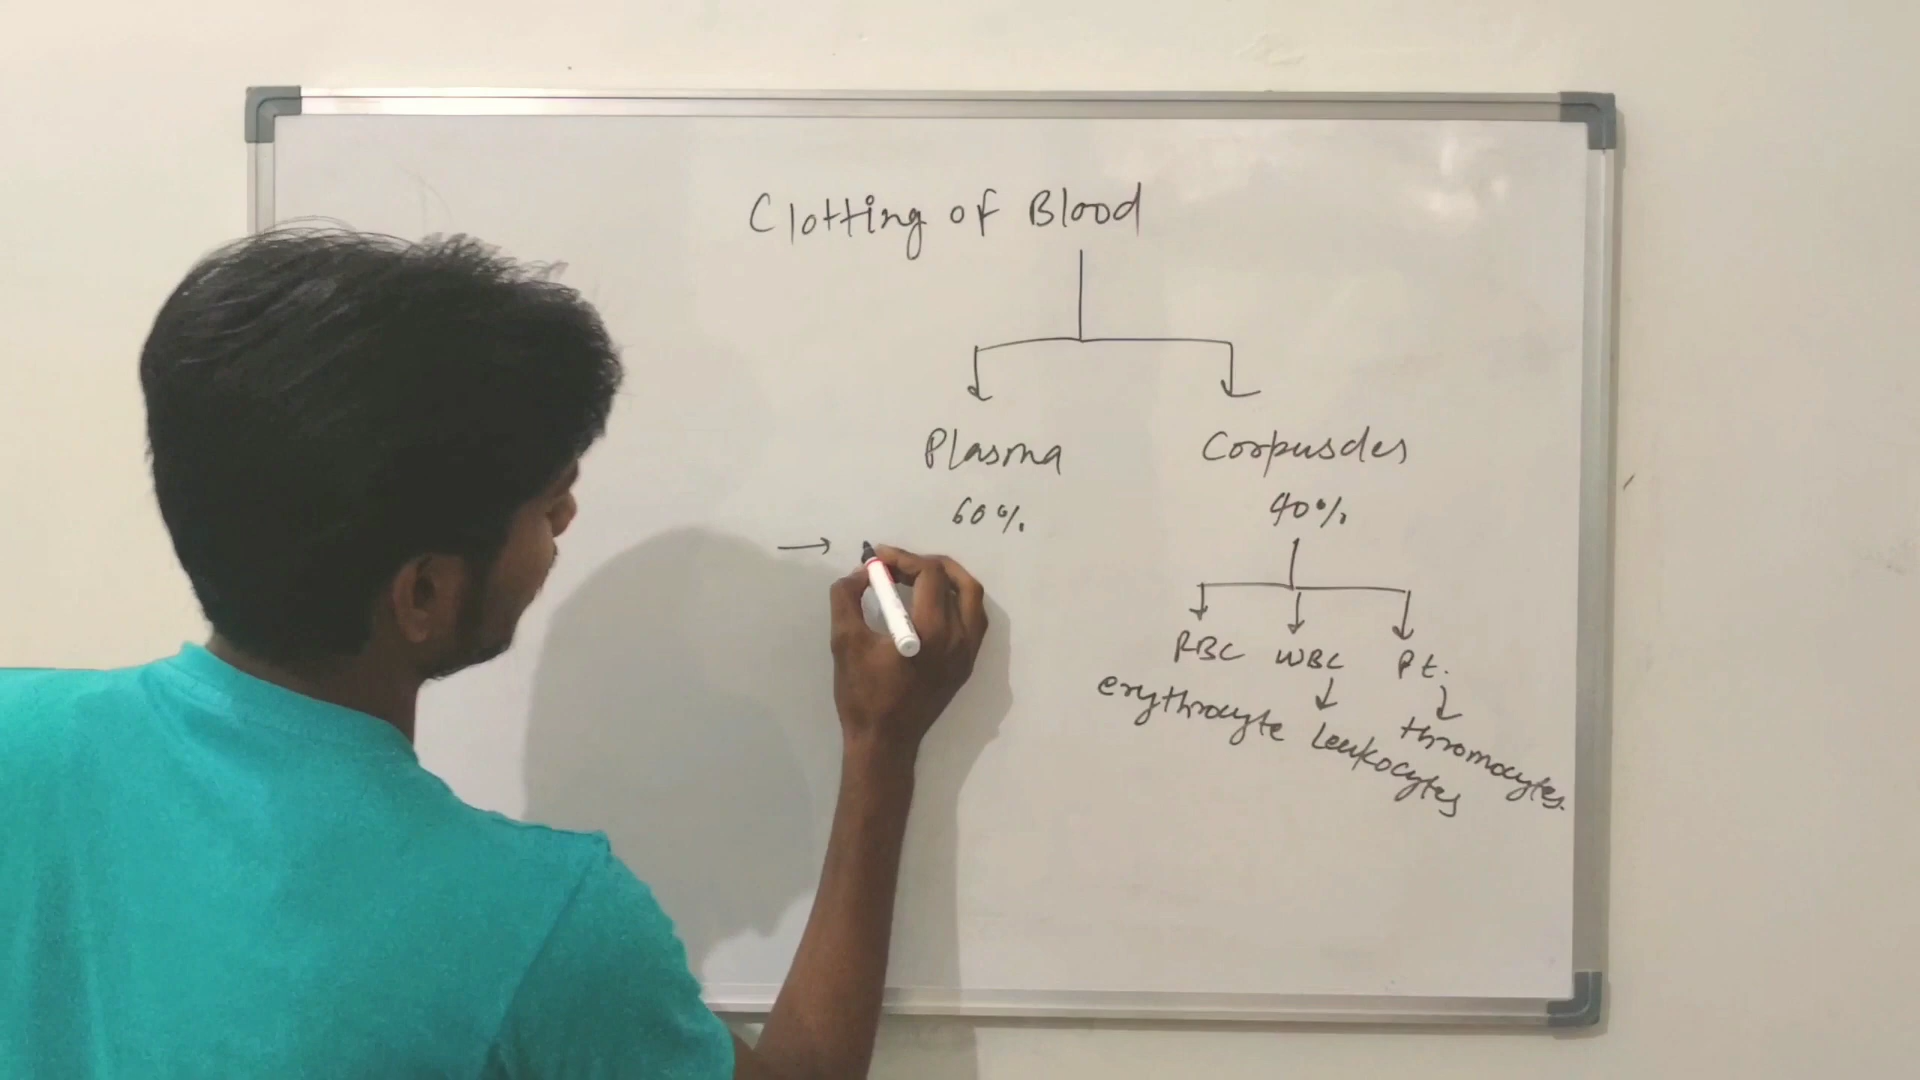 Clotting of Blood
Plasma
Corpuscles
60%
40%
→
RBC
WBC
Pt.
erythrocyte
Leukocytes
thromocytes.